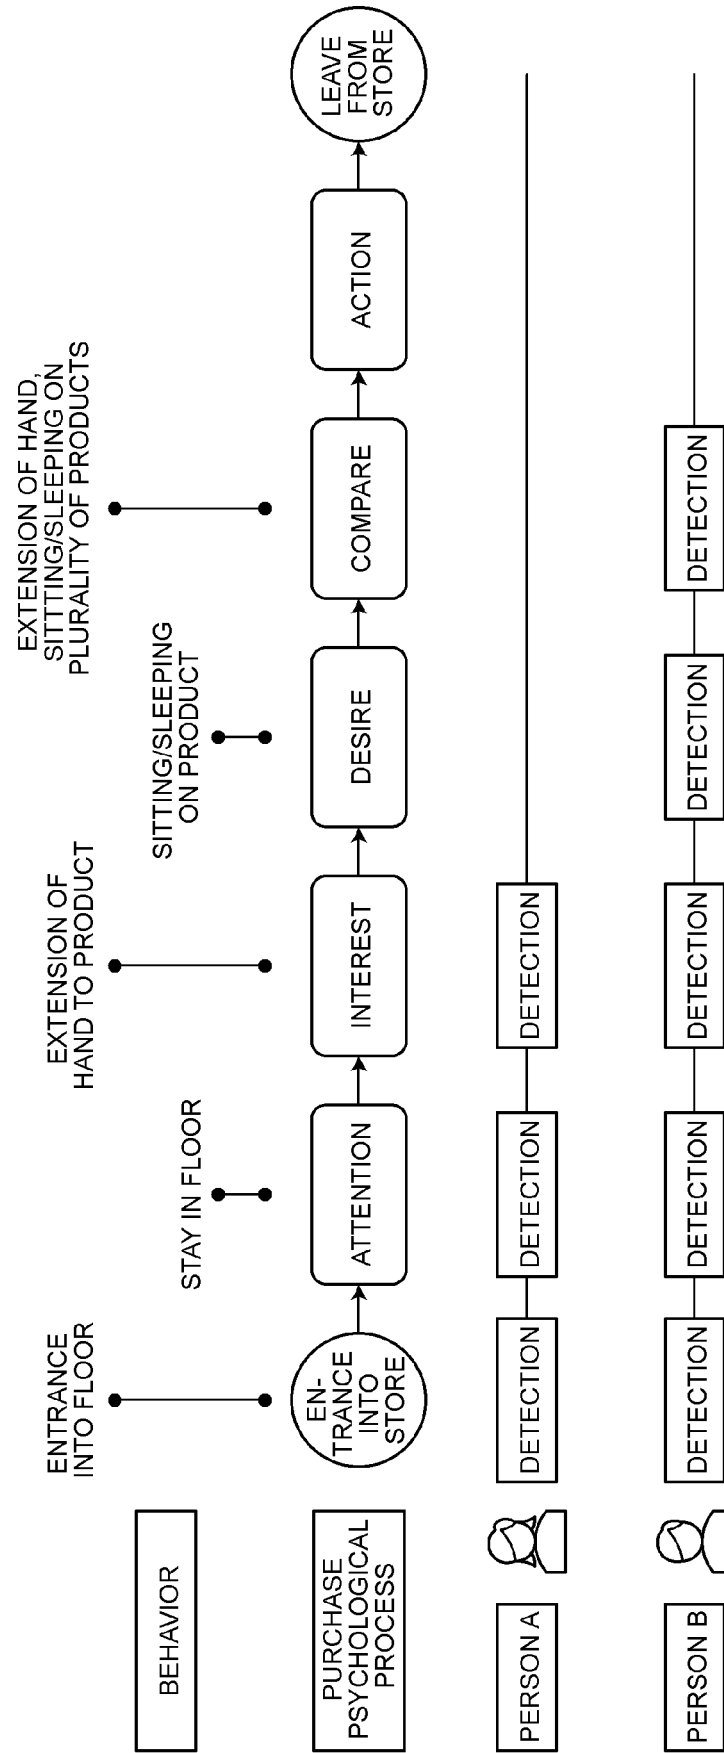 BEHAVIOR
ENTRANCE
INTO FLOOR
STAY IN FLOOR
EXTENSION OF
HAND TO PRODUCT
SITTING/SLEEPING
ON PRODUCT
EXTENSION OF HAND,
SITTTING/SLEEPING ON
PLURALITY OF PRODUCTS
PURCHASE
PSYCHOLOGICAL
PROCESS
EN-
TRANCE
INTO
STORE
ATTENTION
INTEREST
DESIRE
COMPARE
ACTION
LEAVE
FROM
STORE
PERSON A
DETECTION
DETECTION
DETECTION
PERSON B
DETECTION
DETECTION
DETECTION
DETECTION
DETECTION